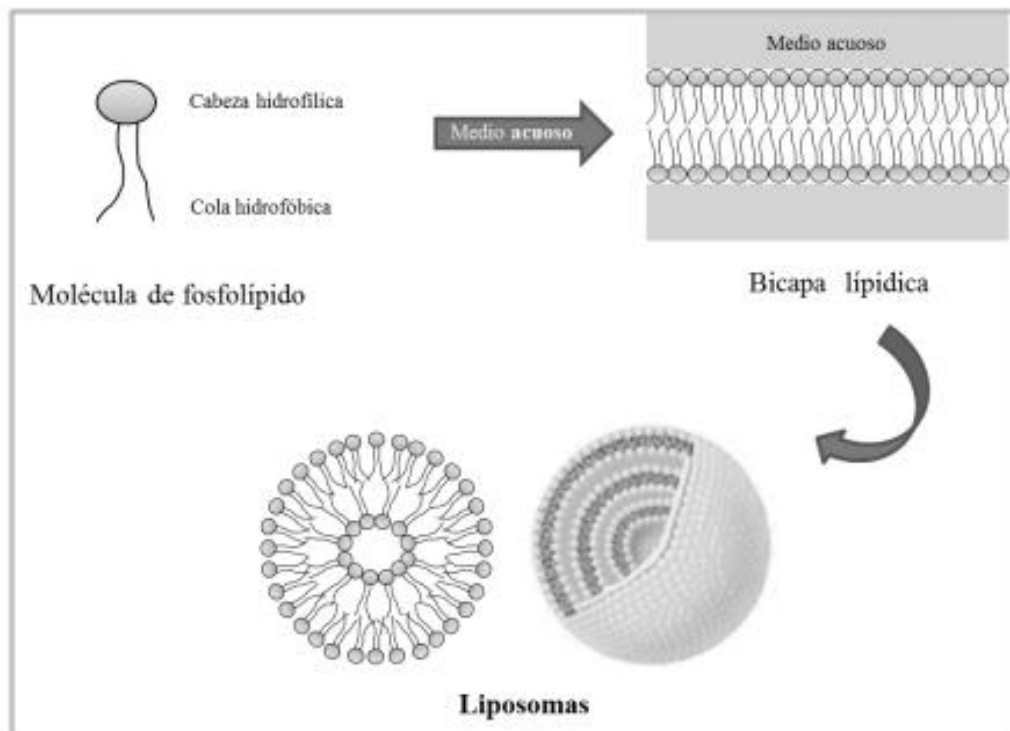 Medio acuoso
Cabeza hidrofílica
Medio acuoso
Cola hidrofóbica
Molécula de fosfolípido
Bicapa lípidica
Liposomas